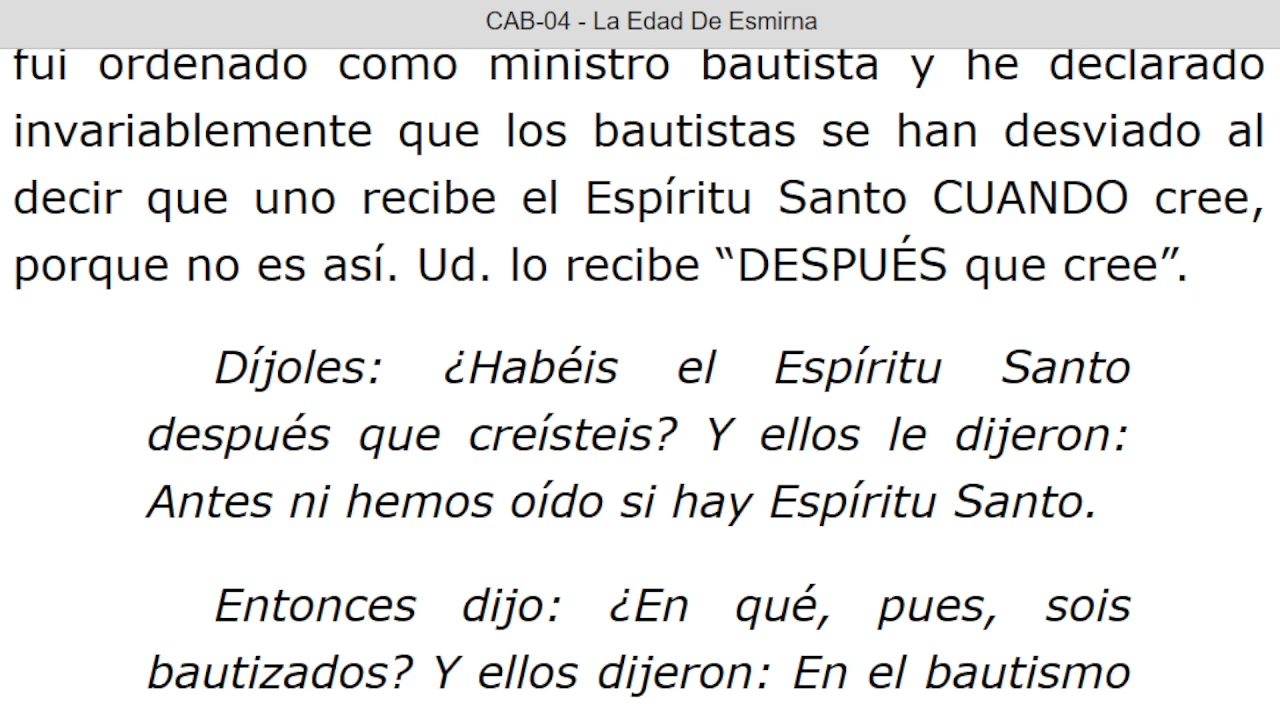 CAB-04 - La Edad De Esmirna
fui ordenado como ministro bautista y he declarado
invariablemente que los bautistas se han desviado al
decir que uno recibe el Espíritu Santo CUANDO cree,
porque no es así. Ud. lo recibe “DESPUÉS que cree”.
Díjoles: ¿Habéis el Espíritu Santo
después que creísteis? Y ellos le dijeron:
Antes ni hemos oído si hay Espíritu Santo.
Entonces dijo: ¿En qué, pues, sois
bautizados? Y ellos dijeron: En el bautismo